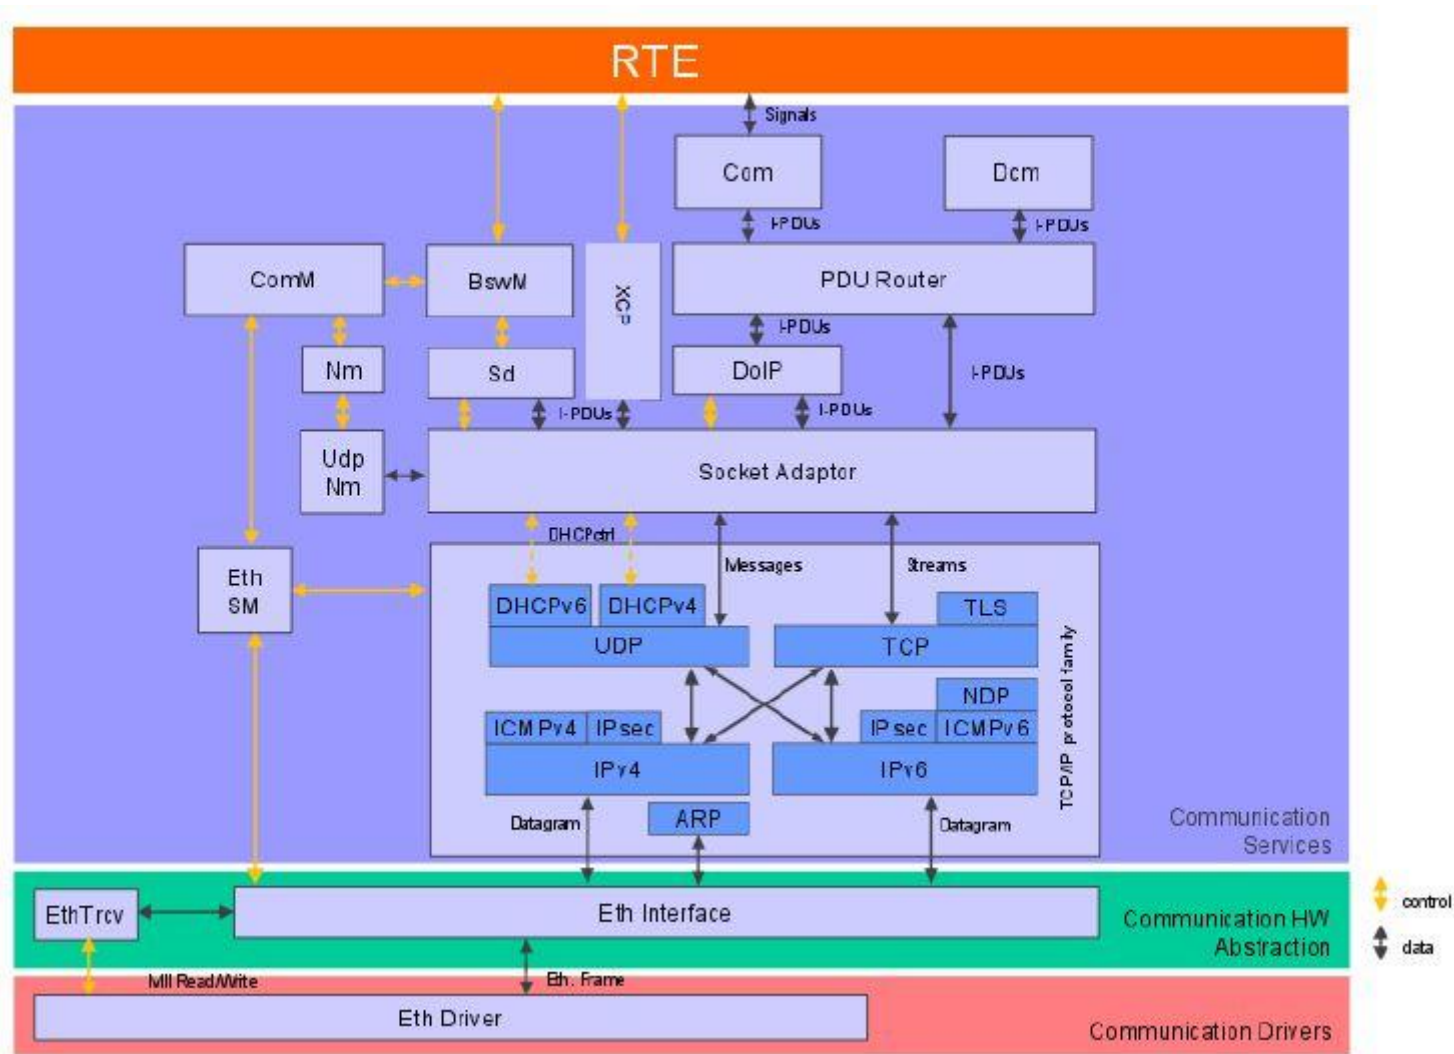 RTE
Signals
Com
Dcm
I-PDUs
I-PDUs
ComM
BswM
XCP
PDU Router
I-PDUs
Nm
Sd
DoIP
I-PDUs
I-PDUs
I-PDUs
Udp
Nm
Socket Adaptor
DHCPctrl
Eth
SM
Messages
Streams
DHCPv6
DHCPv4
TLS
UDP
TCP
NDP
ICMPv4
IPsec
IPsec
ICMPv6
IPv4
IPv6
TCP/IP protocol family
Datagram
ARP
Datagram
Communication
Services
EthTrcv
Eth Interface
Communication HW
Abstraction
control
data
MII Read/Write
Eth. Frame
Eth Driver
Communication Drivers